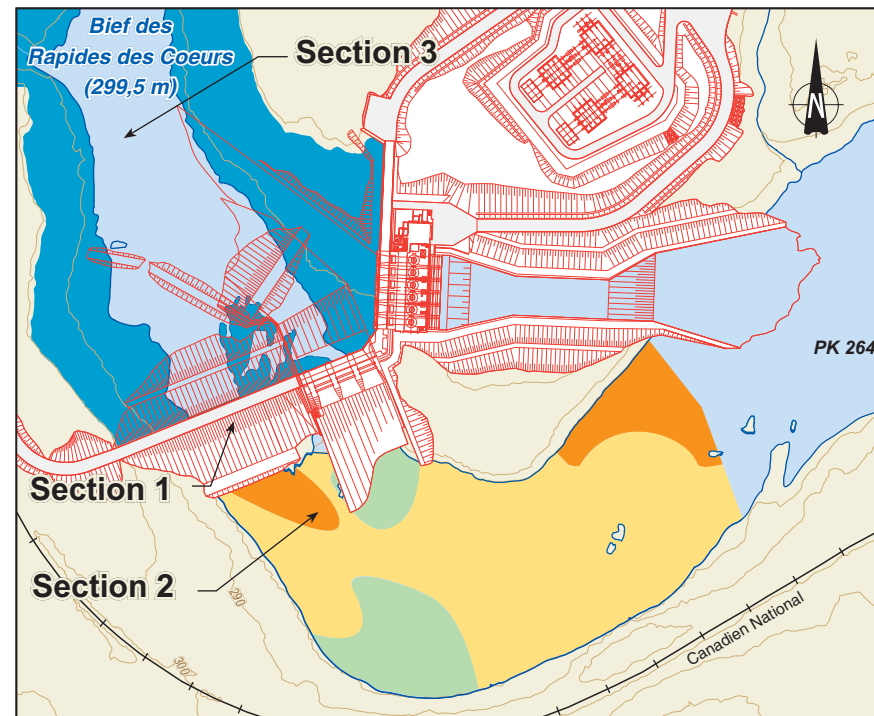 Bief des
Rapides des Coeurs
(299,5 m)
Section 3
N
PK 264
Section 1
Section 2
290
300
Canadien National